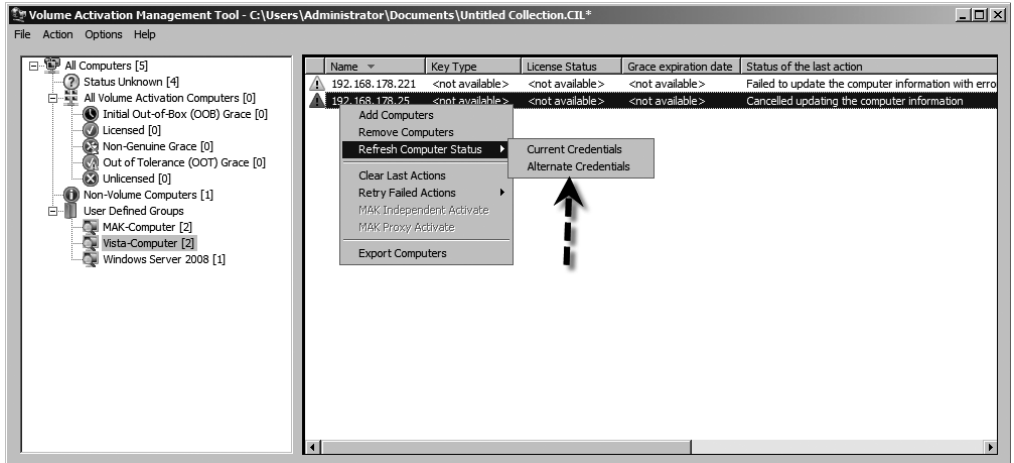 Volume Activation Management Tool - C:\Users\Administrator\Documents\Untitled Collection.CIL*
File Action Options Help
All Computers [5]
Status Unknown [4]
All Volume Activation Computers [0]
Initial Out-of-Box (OOB) Grace [0]
Licensed [0]
Non-Genuine Grace [0]
Out of Tolerance (OOT) Grace [0]
Unlicensed [0]
Non-Volume Computers [1]
User Defined Groups
MAK-Computer [2]
Vista-Computer [2]
Windows Server 2008 [1]
Name Key Type License Status Grace expiration date Status of the last action
192.168.178.221 <not available> <not available> <not available> Failed to update the computer information with erro
192.168.178.25 <not available> <not available> <not available> Cancelled updating the computer information
Add Computers
Remove Computers
Refresh Computer Status
Current Credentials
Alternate Credentials
Clear Last Actions
Retry Failed Actions
MAK Independent Activate
MAK Proxy Activate
Export Computers